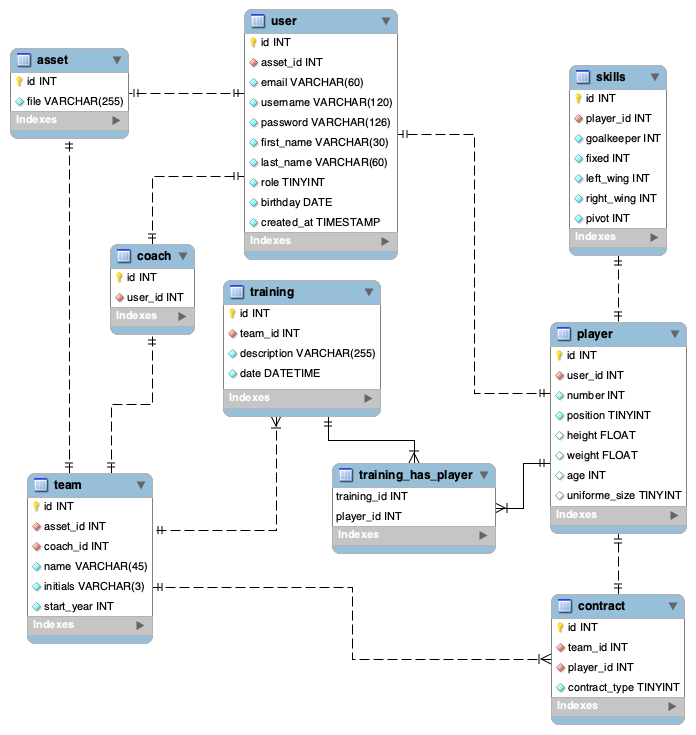 user
id INT
asset_id INT
email VARCHAR(60)
username VARCHAR(120)
password VARCHAR(126)
first_name VARCHAR(30)
last_name VARCHAR(60)
role TINYINT
birthday DATE
created_at TIMESTAMP
Indexes
asset
id INT
file VARCHAR(255)
Indexes
skills
id INT
player_id INT
goalkeeper INT
fixed INT
left_wing INT
right_wing INT
pivot INT
Indexes
coach
id INT
user_id INT
Indexes
training
id INT
team_id INT
description VARCHAR(255)
date DATETIME
Indexes
player
id INT
user_id INT
number INT
position TINYINT
height FLOAT
weight FLOAT
age INT
uniforme_size TINYINT
Indexes
training_has_player
training_id INT
player_id INT
Indexes
team
id INT
asset_id INT
coach_id INT
name VARCHAR(45)
initials VARCHAR(3)
start_year INT
Indexes
contract
id INT
team_id INT
player_id INT
contract_type TINYINT
Indexes